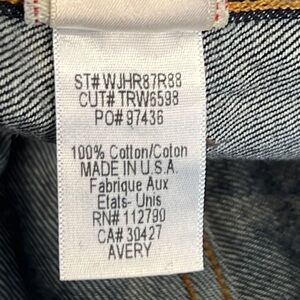 ST# WJHR87R88
CUT# TRW6598
PO# 97436
100% Cotton/Coton
MADE IN U.S.A.
Fabrique Aux
Etats- Unis
RN# 112790
CA# 30427
AVERY